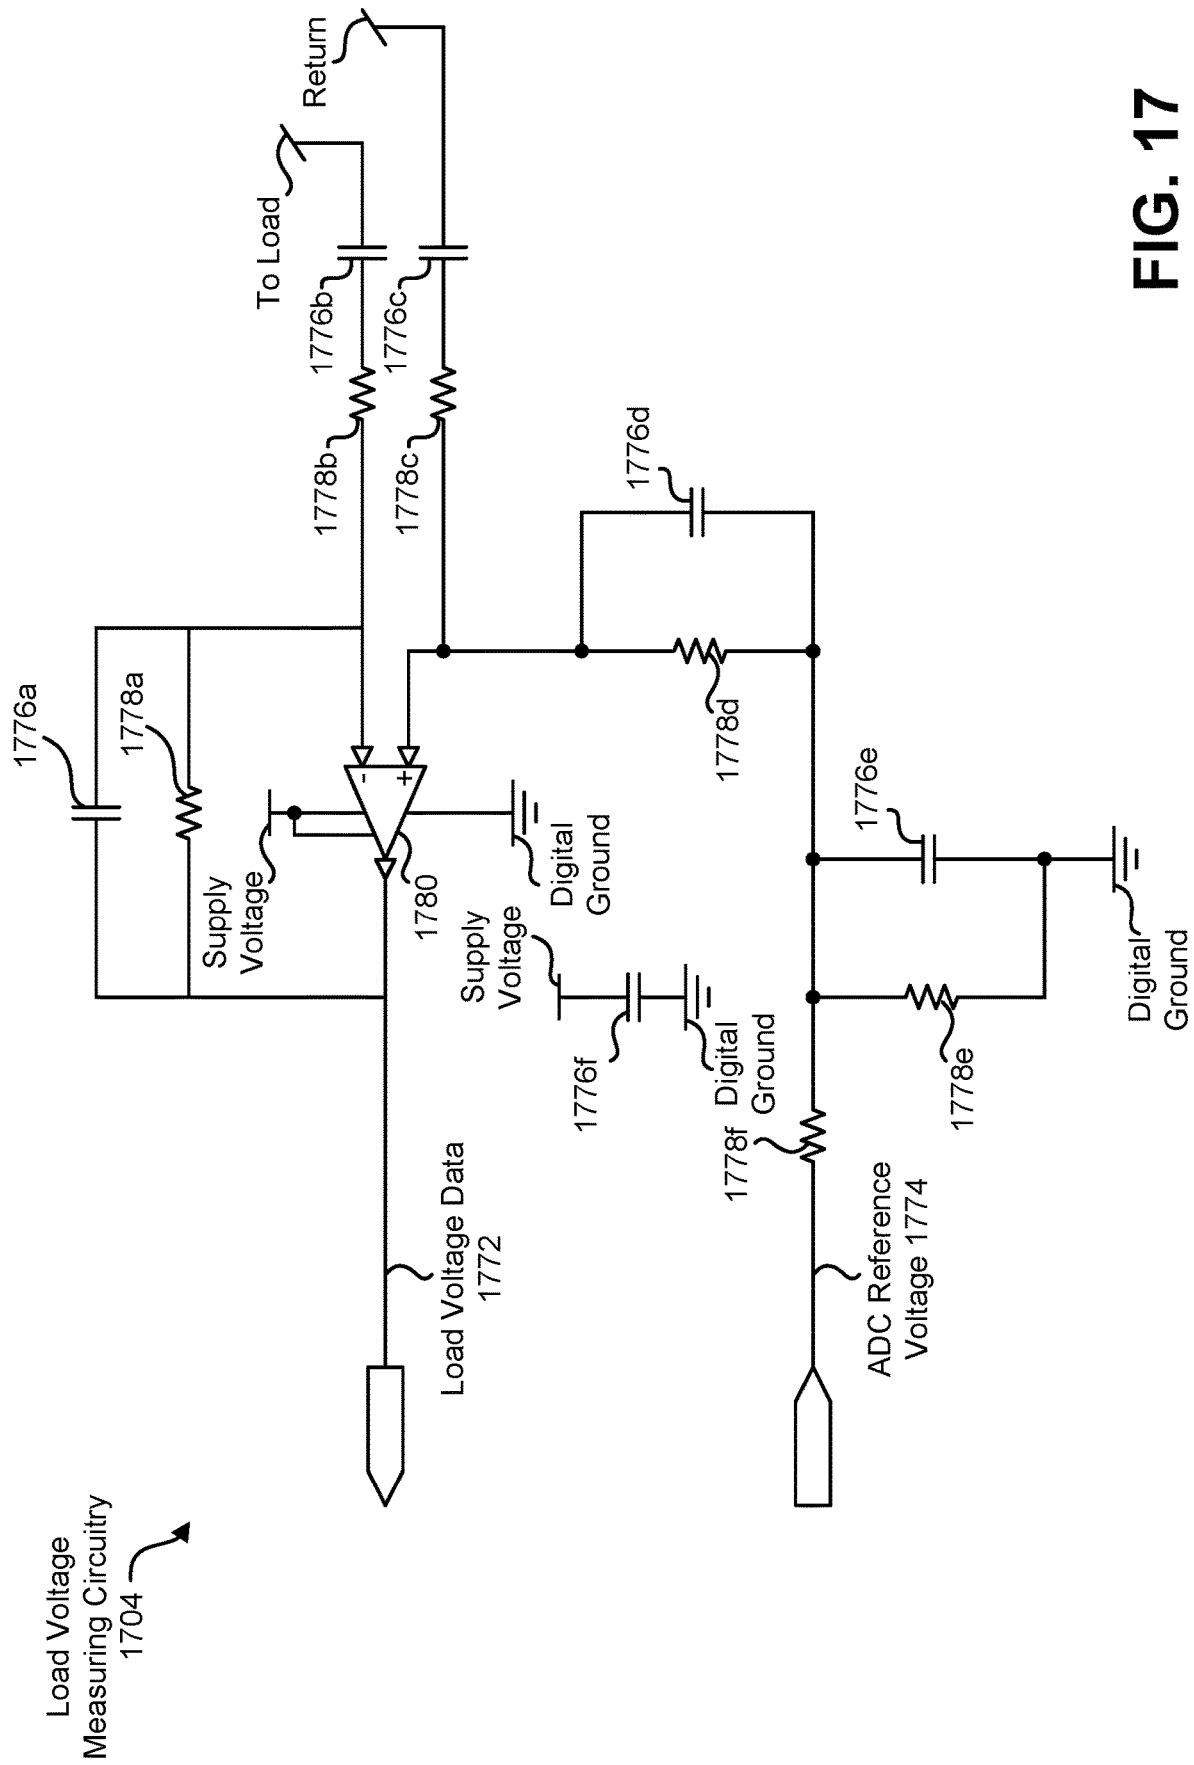 Load Voltage
Measuring Circuitry
1704
1776a
1778a
Supply
Voltage
1780
Digital
Ground
To Load
Return
1776b
1776c
1778b
1778c
Load Voltage Data
1772
Supply
Voltage
1776f
Digital
Ground
1776d
1778d
ADC Reference
Voltage 1774
1778f
1776e
1778e
Digital
Ground
-
+
FIG. 17